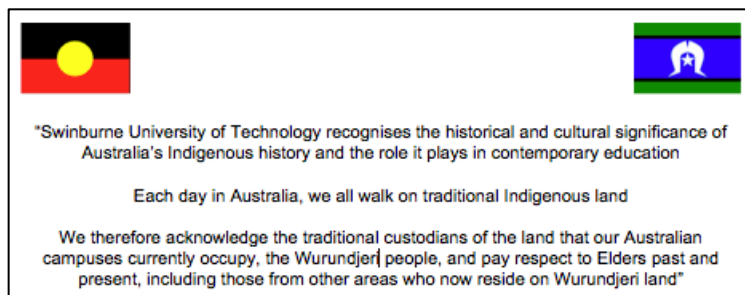 "Swinburne University of Technology recognises the historical and cultural significance of
Australia's Indigenous history and the role it plays in contemporary education
Each day in Australia, we all walk on traditional Indigenous land
We therefore acknowledge the traditional custodians of the land that our Australian
campuses currently occupy, the Wurundjeri people, and pay respect to Elders past and
present, including those from other areas who now reside on Wurundjeri land"